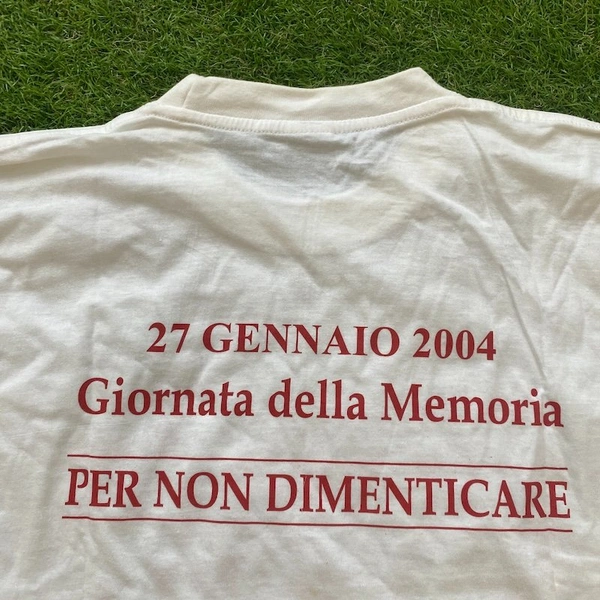 27 GENNAIO 2004
Giornata della Memoria
PER NON DIMENTICARE